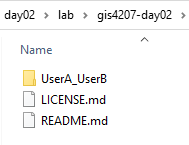 day02 > lab > gis4207-day02 >
Name
UserA_UserB
LICENSE.md
README.md